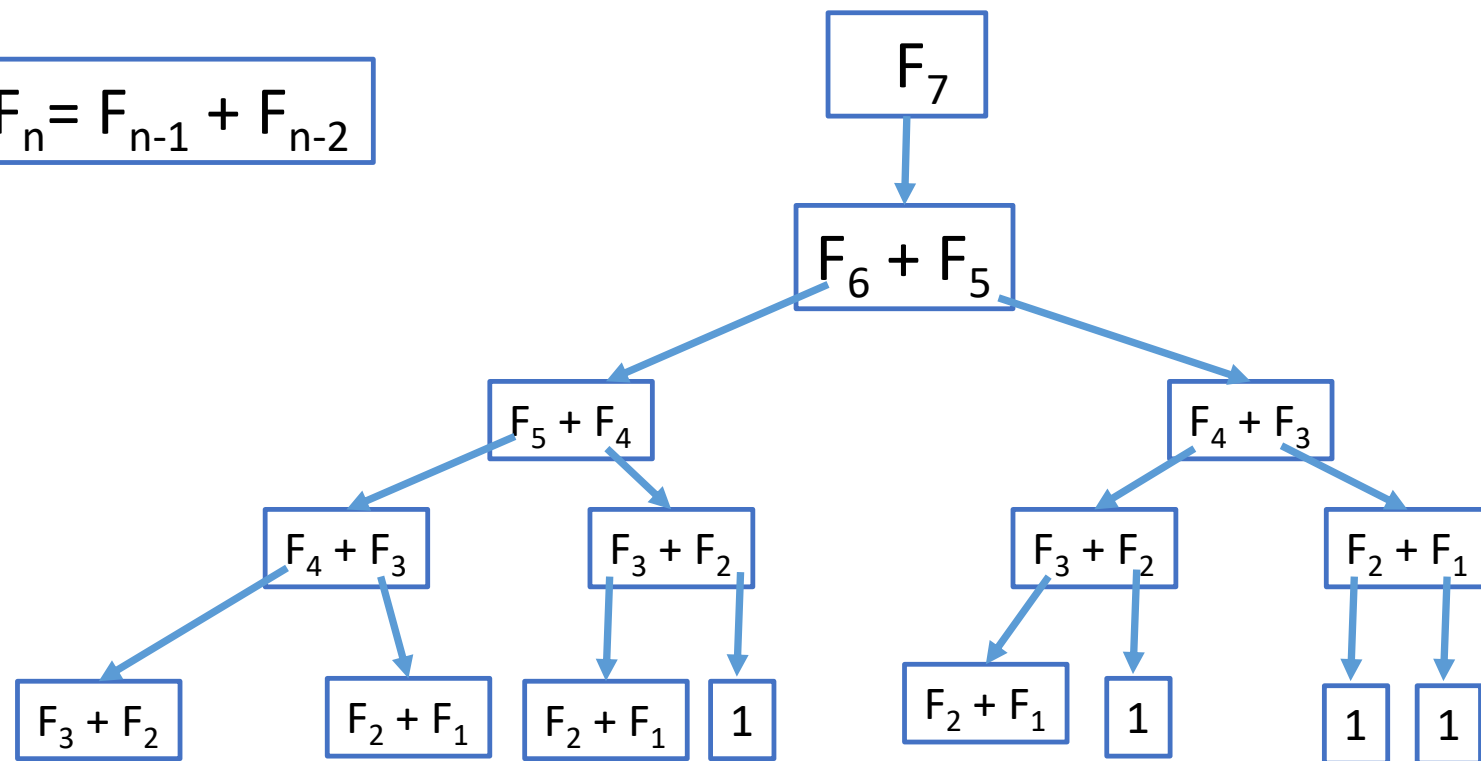 F₇
Fₙ= Fₙ₋₁ + Fₙ₋₂
F₆ + F₅
F₅ + F₄
F₄ + F₃
F₄ + F₃
F₃ + F₂
F₃ + F₂
F₂ + F₁
F₃ + F₂
F₂ + F₁
F₂ + F₁
1
F₂ + F₁
1
1
1